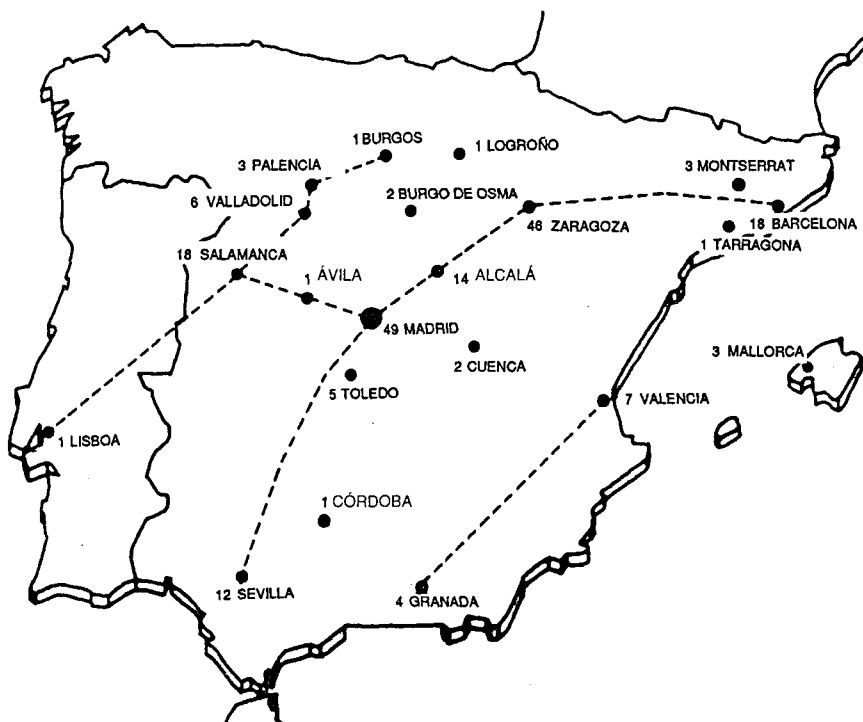 1 BURGOS
1 LOGROÑO
3 PALENCIA
3 MONTSERRAT
6 VALLADOLID
2 BURGO DE OSMA
46 ZARAGOZA
18 BARCELONA
1 TARRAGONA
18 SALAMANCA
1 ÁVILA
14 ALCALÁ
49 MADRID
2 CUENCA
3 MALLORCA
5 TOLEDO
7 VALENCIA
1 LISBOA
1 CÓRDOBA
12 SEVILLA
4 GRANADA